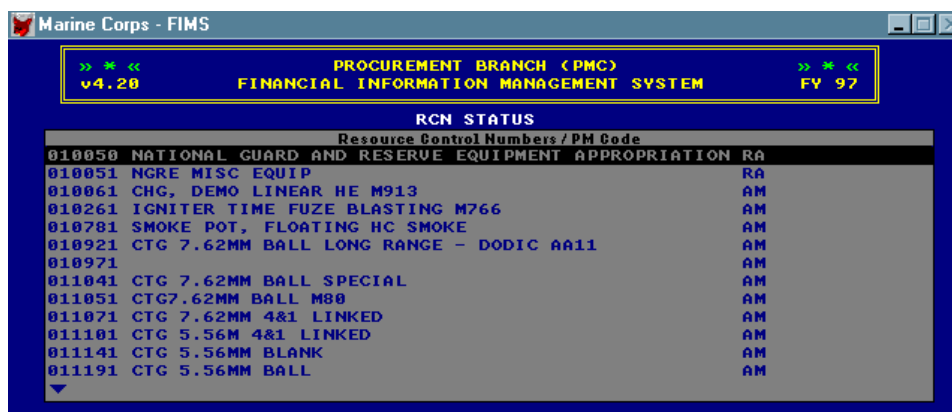 Marine Corps - FIMS
» * « PROCUREMENT BRANCH (PMC) » * «
v4.20 FINANCIAL INFORMATION MANAGEMENT SYSTEM FY 97
RCN STATUS
Resource Control Numbers / PM Code
010050 NATIONAL GUARD AND RESERVE EQUIPMENT APPROPRIATION RA
010051 NGRE MISC EQUIP RA
010061 CHG, DEMO LINEAR HE M913 AM
010261 IGNITER TIME FUZE BLASTING M766 AM
010781 SMOKE POT, FLOATING HC SMOKE AM
010921 CTG 7.62MM BALL LONG RANGE - DODIC AA11 AM
010971 AM
011041 CTG 7.62MM BALL SPECIAL AM
011051 CTG7.62MM BALL M80 AM
011071 CTG 7.62MM 4&1 LINKED AM
011101 CTG 5.56M 4&1 LINKED AM
011141 CTG 5.56MM BLANK AM
011191 CTG 5.56MM BALL AM